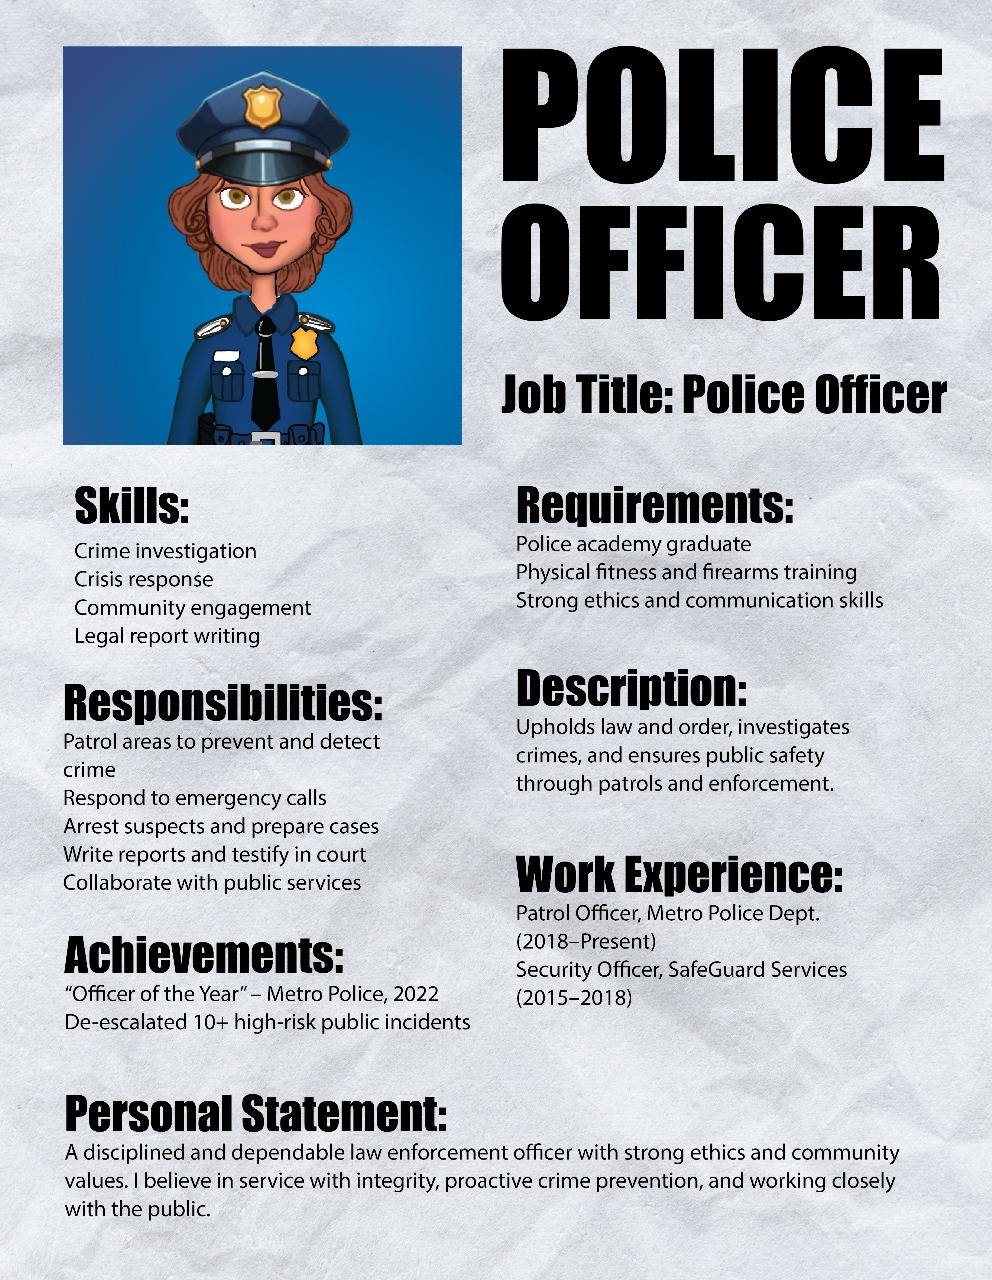 POLICE
OFFICER
Job Title: Police Officer
Skills:
Crime investigation
Crisis response
Community engagement
Legal report writing
Responsibilities:
Patrol areas to prevent and detect
crime
Respond to emergency calls
Arrest suspects and prepare cases
Write reports and testify in court
Collaborate with public services
Achievements:
“Officer of the Year” – Metro Police, 2022
De-escalated 10+ high-risk public incidents
Requirements:
Police academy graduate
Physical fitness and firearms training
Strong ethics and communication skills
Description:
Upholds law and order, investigates
crimes, and ensures public safety
through patrols and enforcement.
Work Experience:
Patrol Officer, Metro Police Dept.
(2018–Present)
Security Officer, SafeGuard Services
(2015–2018)
Personal Statement:
A disciplined and dependable law enforcement officer with strong ethics and community
values. I believe in service with integrity, proactive crime prevention, and working closely
with the public.